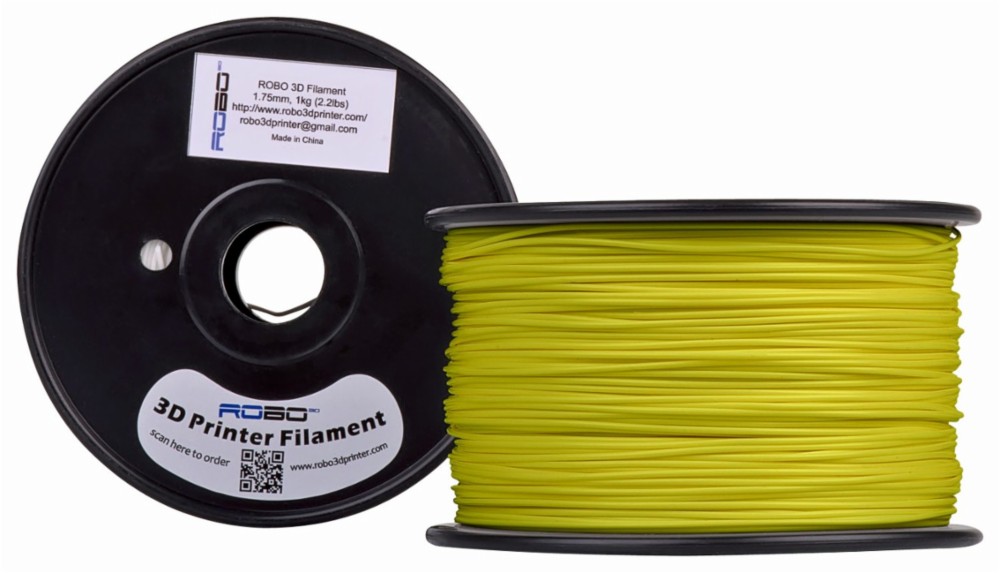 ROBO 3D
ROBO 3D Filament
1.75mm, 1kg (2.2lbs)
http://www.robo3dprinter.com/
robo3dprinter@gmail.com
Made in China
ROBO 3D
3D Printer Filament
scan here to order
www.robo3dprinter.com